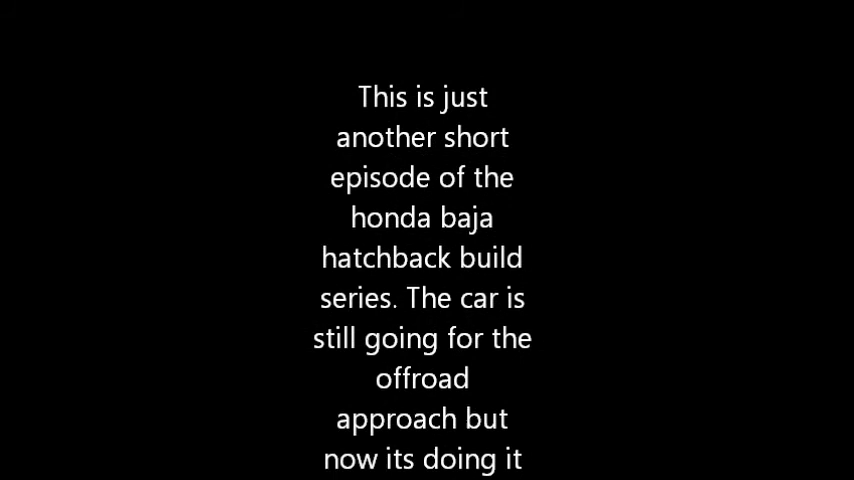 This is just
another short
episode of the
honda baja
hatchback build
series. The car is
still going for the
offroad
approach but
now its doing it